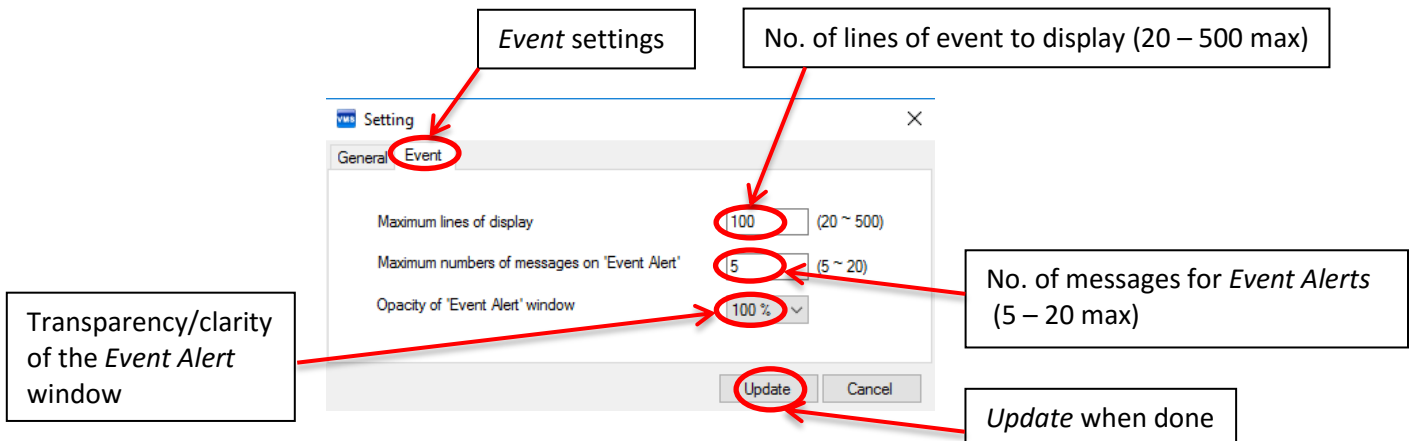 Event settings
No. of lines of event to display (20 – 500 max)
VMS Setting
General Event
Maximum lines of display 100 (20 ~ 500)
Maximum numbers of messages on 'Event Alert' 5 (5 ~ 20)
Opacity of 'Event Alert' window 100 %
No. of messages for Event Alerts
(5 – 20 max)
Transparency/clarity
of the Event Alert
window
Update Cancel
Update when done